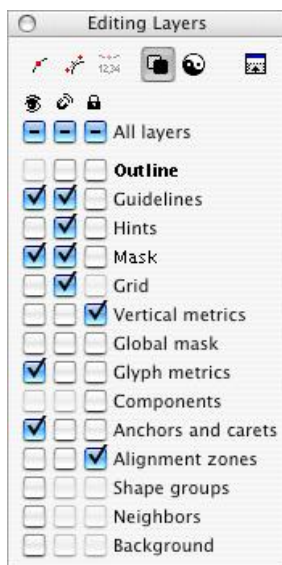 Editing Layers
12,34
All layers
Outline
Guidelines
Hints
Mask
Grid
Vertical metrics
Global mask
Glyph metrics
Components
Anchors and carets
Alignment zones
Shape groups
Neighbors
Background